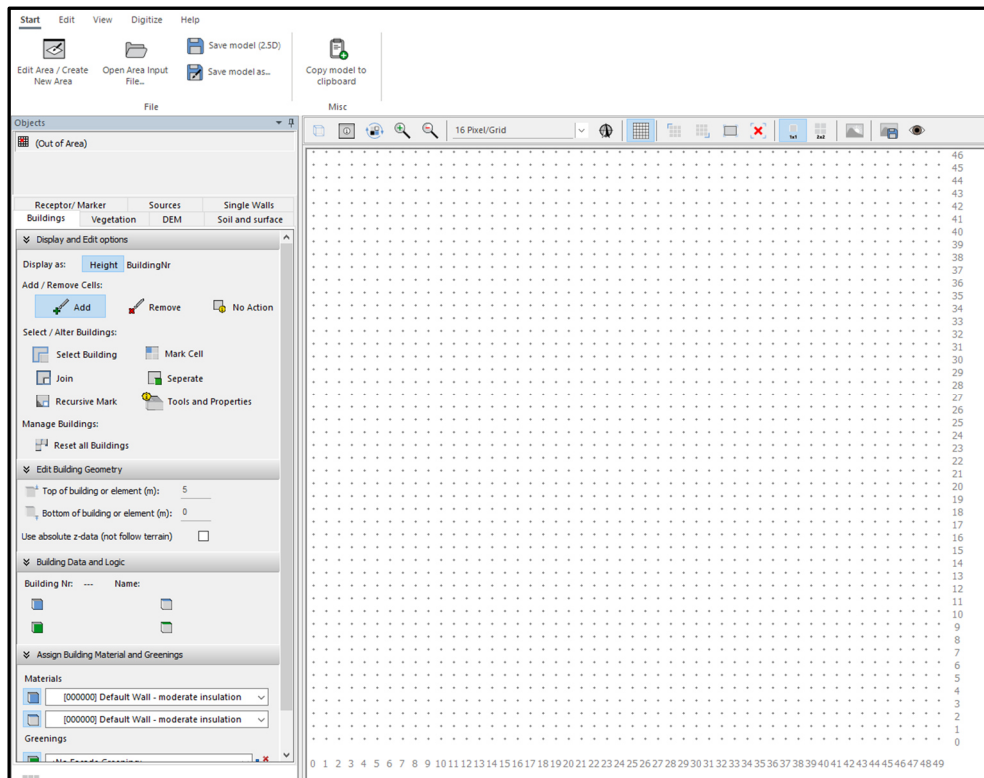 Start Edit View Digitize Help
Edit Area / Create
New Area
Open Area Input
File...
Save model (2.5D)
Save model as...
Copy model to
clipboard
File
Misc
Objects
(Out of Area)
Receptor/ Marker Sources Single Walls
Buildings Vegetation DEM Soil and surface
Display and Edit options
Display as: Height BuildingNr
Add / Remove Cells:
Add Remove No Action
Select / Alter Buildings:
Select Building Mark Cell
Join Seperate
Recursive Mark Tools and Properties
Manage Buildings:
Reset all Buildings
Edit Building Geometry
Top of building or element (m): 5
Bottom of building or element (m): 0
Use absolute z-data (not follow terrain)
Building Data and Logic
Building Nr: --- Name:
Assign Building Material and Greenings
Materials
[000000] Default Wall - moderate insulation
[000000] Default Wall - moderate insulation
Greenings
16 Pixel/Grid
1x1 2x2
46
45
44
43
42
41
40
39
38
37
36
35
34
33
32
31
30
29
28
27
26
25
24
23
22
21
20
19
18
17
16
15
14
13
12
11
10
9
8
7
6
5
4
3
2
1
0
0 1 2 3 4 5 6 7 8 9 10 11 12 13 14 15 16 17 18 19 20 21 22 23 24 25 26 27 28 29 30 31 32 33 34 35 36 37 38 39 40 41 42 43 44 45 46 47 48 49